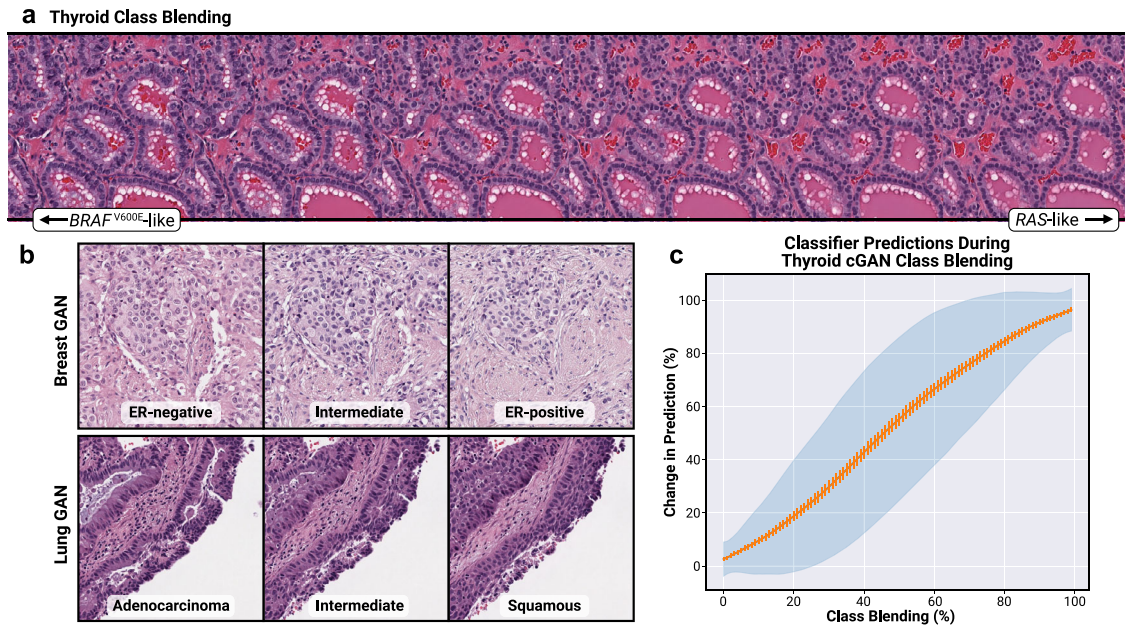 a Thyroid Class Blending
←BRAF V600E-like
RAS-like →
b
Breast GAN
ER-negative
Intermediate
ER-positive
Lung GAN
Adenocarcinoma
Intermediate
Squamous
c
Classifier Predictions During
Thyroid cGAN Class Blending
Change in Prediction (%)
100
80
60
40
20
0
0 20 40 60 80 100
Class Blending (%)